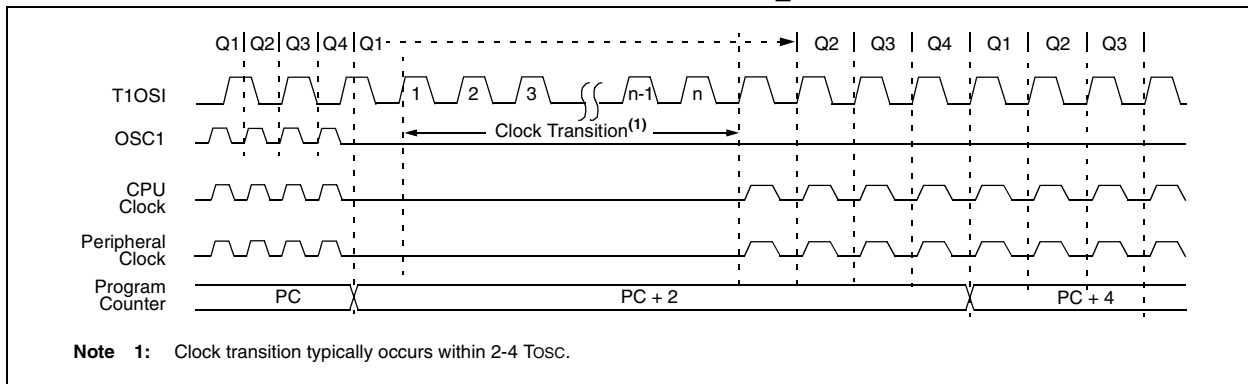 Q1 Q2 Q3 Q4 Q1 Q2 Q3 Q4 Q1 Q2 Q3
T1OSI 1 2 3 n-1 n
Clock Transition(1)
OSC1
CPU
Clock
Peripheral
Clock
Program
Counter
PC PC + 2 PC + 4
Note 1: Clock transition typically occurs within 2-4 TOSC.